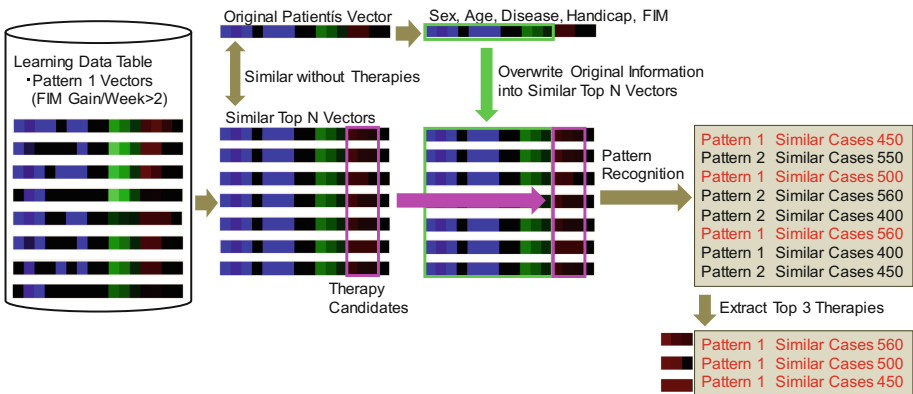 Original Patientís Vector
Sex, Age, Disease, Handicap, FIM
Learning Data Table
・Pattern 1 Vectors
(FIM Gain/Week>2)
Similar without Therapies
Overwrite Original Information
into Similar Top N Vectors
Similar Top N Vectors
Pattern
Recognition
Pattern 1 Similar Cases 450
Pattern 2 Similar Cases 550
Pattern 1 Similar Cases 500
Pattern 2 Similar Cases 560
Pattern 2 Similar Cases 400
Pattern 1 Similar Cases 560
Pattern 1 Similar Cases 400
Pattern 2 Similar Cases 450
Therapy
Candidates
Extract Top 3 Therapies
Pattern 1 Similar Cases 560
Pattern 1 Similar Cases 500
Pattern 1 Similar Cases 450